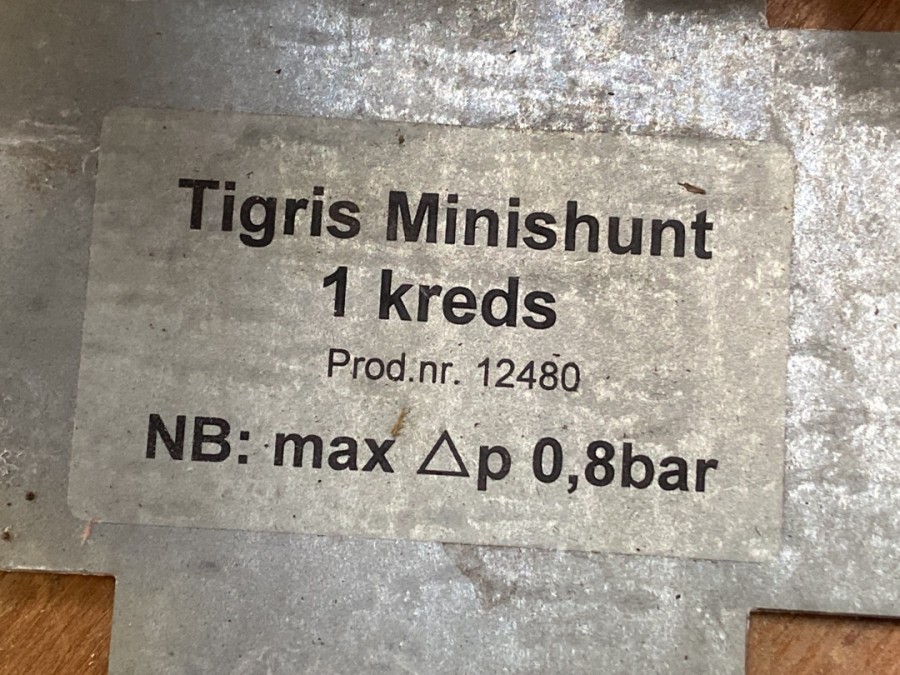 Tigris Minishunt
1 kreds
Prod.nr. 12480
NB: max △p 0,8bar